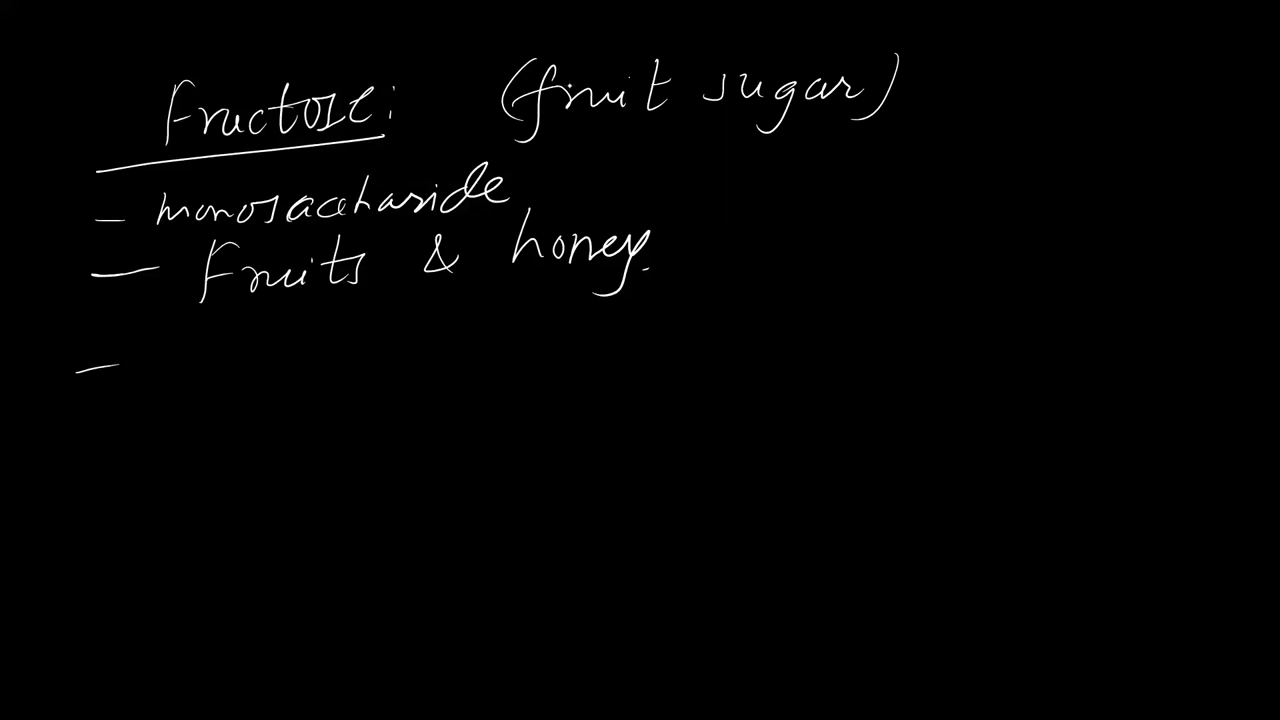 Fructose: (fruit sugar)
- monosaccharide
- Fruits & honey.
-